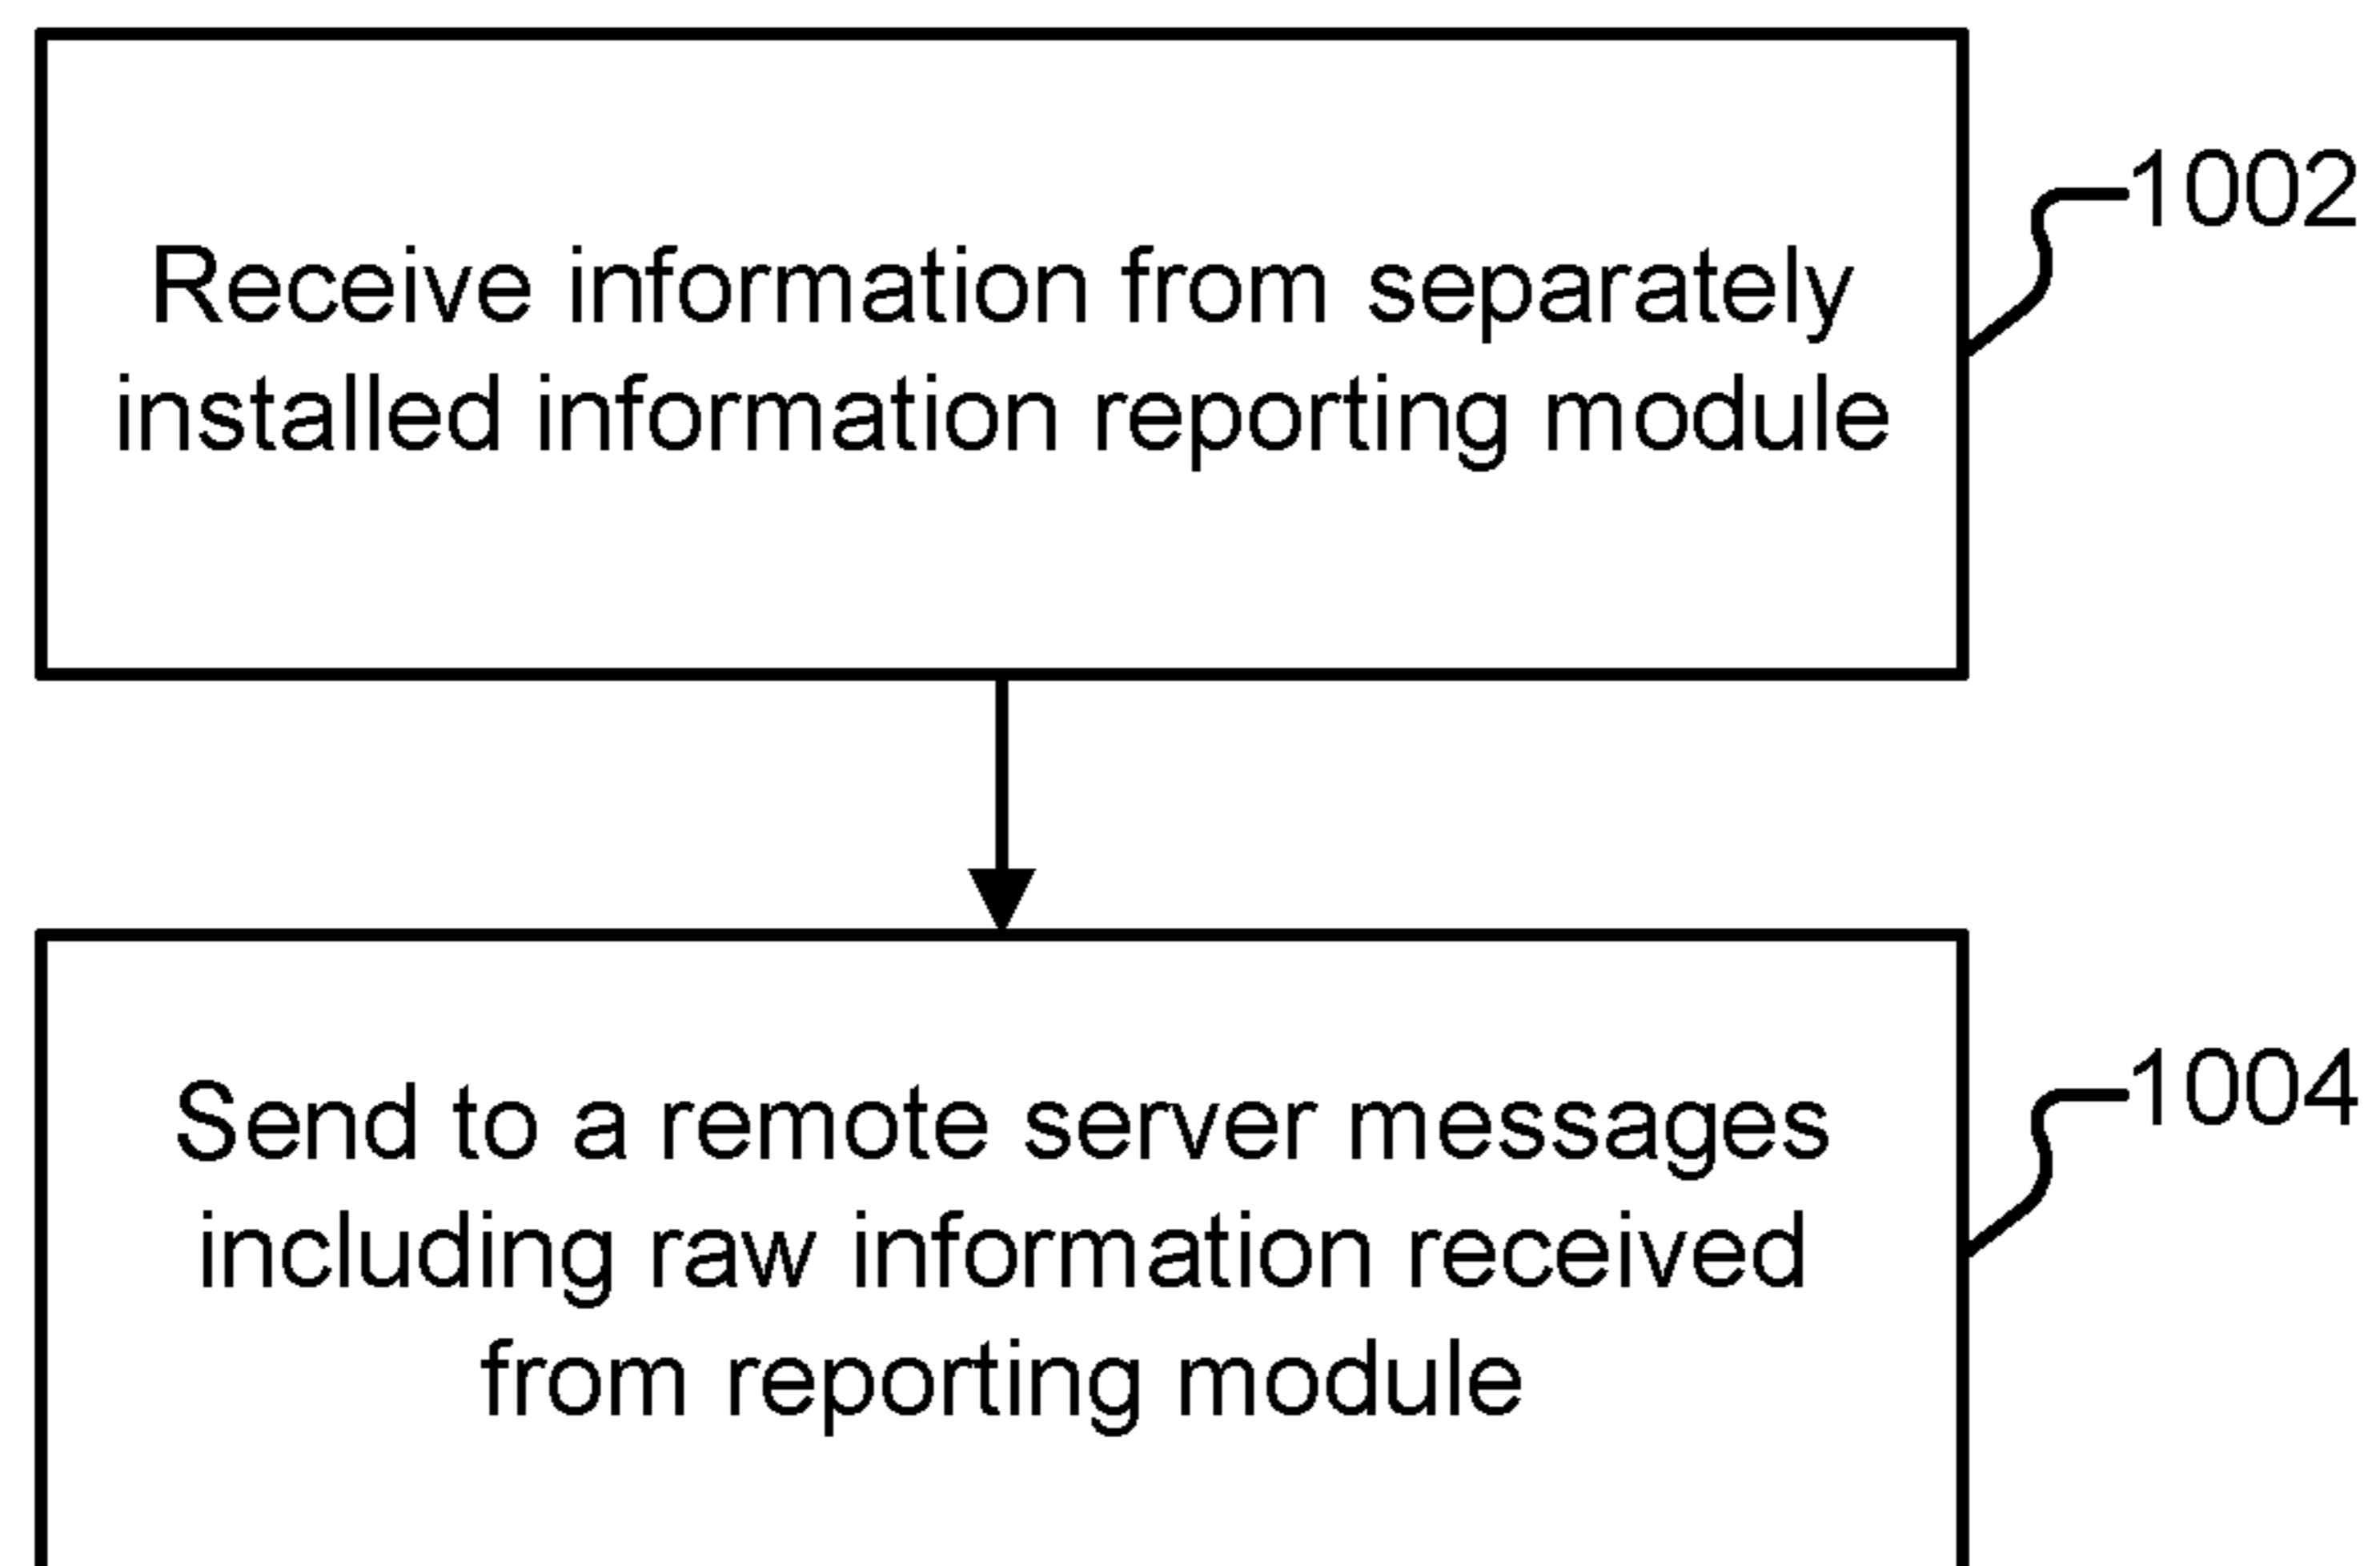 1002
Receive information from separately
installed information reporting module
1004
Send to a remote server messages
including raw information received
from reporting module